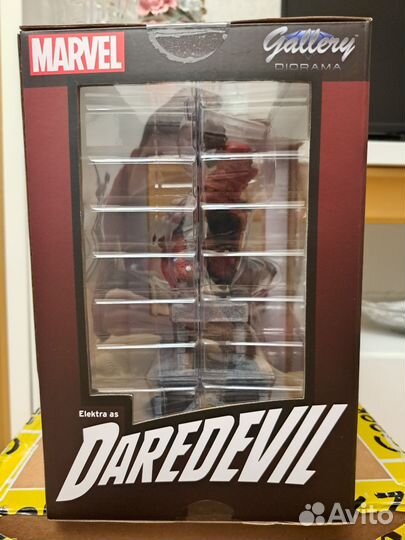 MARVEL
Gallery
DIORAMA
Elektra as
DAREDEVIL
Avito